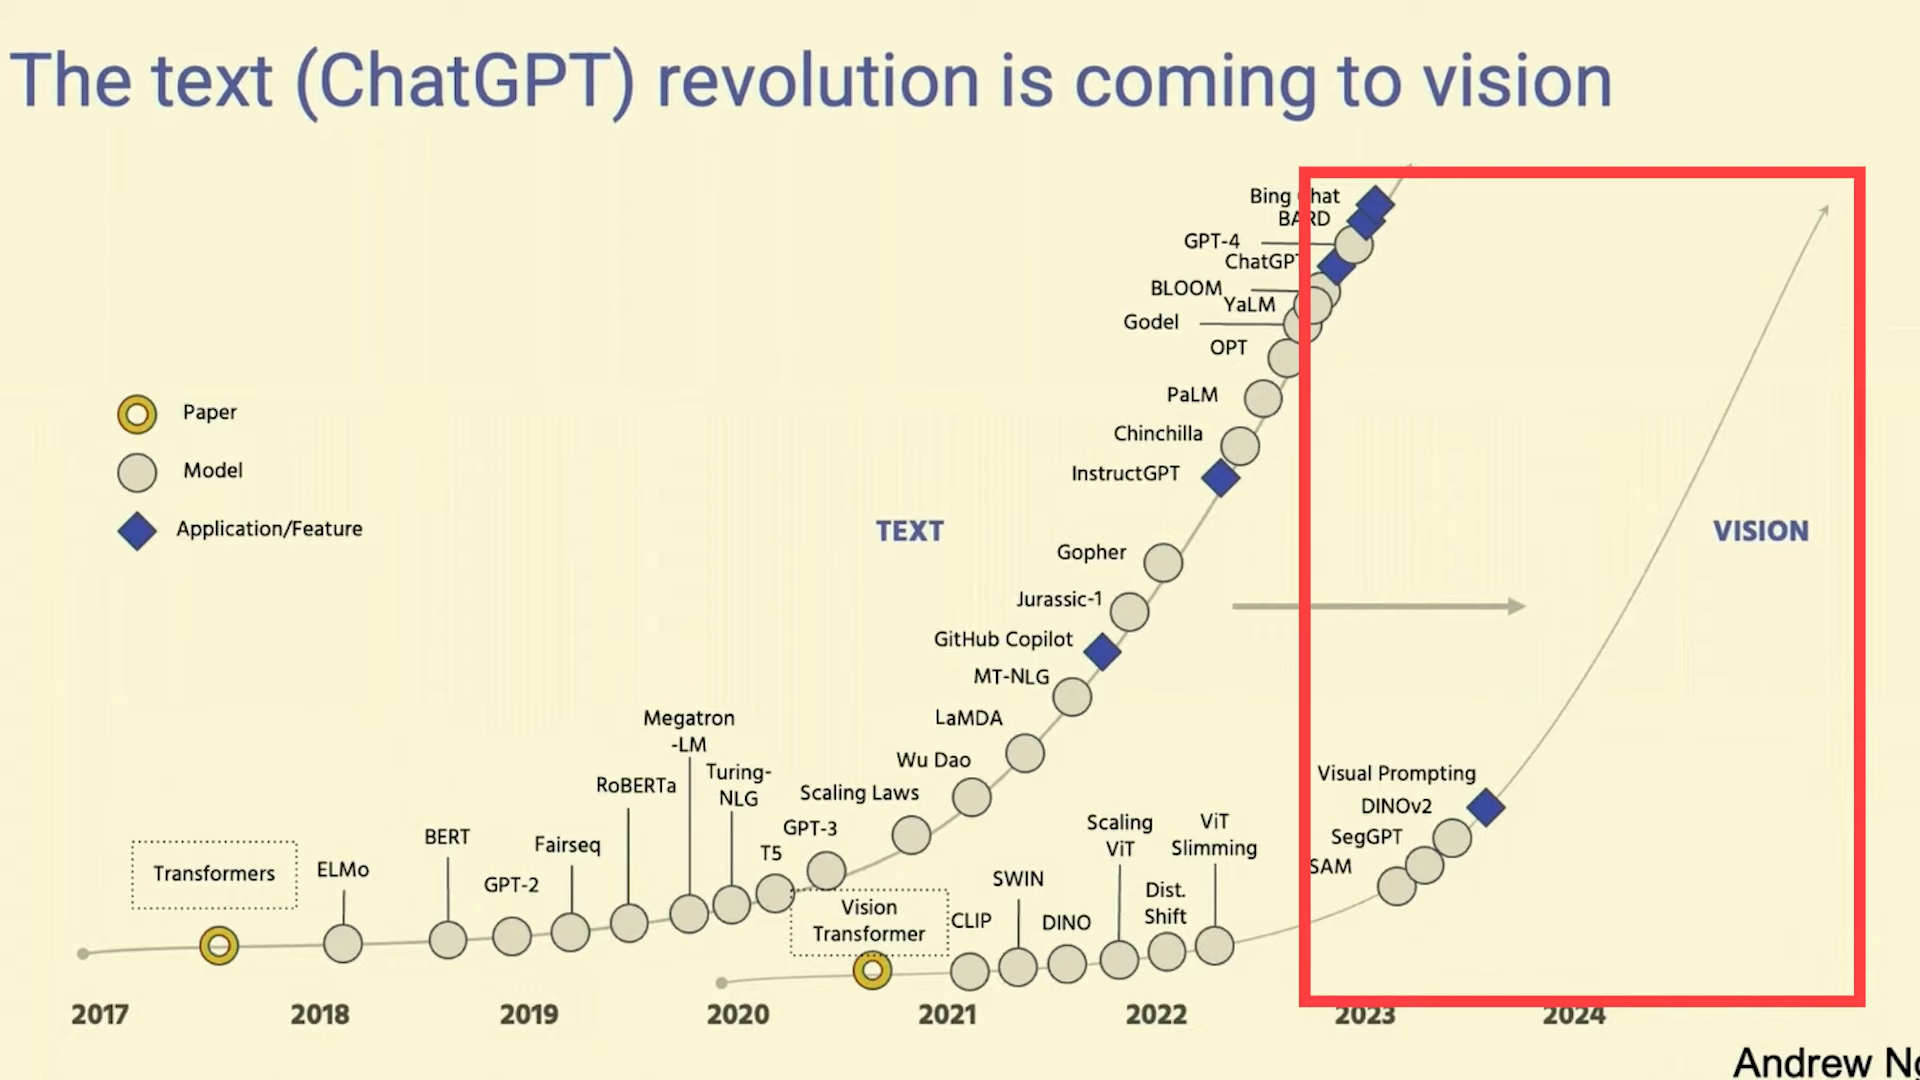 The text (ChatGPT) revolution is coming to vision
Bing Chat
BARD
GPT-4
ChatGPT
BLOOM
YaLM
Godel
OPT
PaLM
Chinchilla
InstructGPT
Gopher
Jurassic-1
GitHub Copilot
MT-NLG
LaMDA
Wu Dao
Scaling Laws
GPT-3
T5
Turing-
NLG
Megatron
-LM
RoBERTa
Fairseq
GPT-2
BERT
ELMo
Transformers
Paper
Model
Application/Feature
TEXT
VISION
Visual Prompting
DINOv2
SegGPT
SAM
ViT
Slimming
Dist.
Shift
Scaling
ViT
DINO
SWIN
CLIP
Vision
Transformer
2017
2018
2019
2020
2021
2022
2023
2024
Andrew Ng